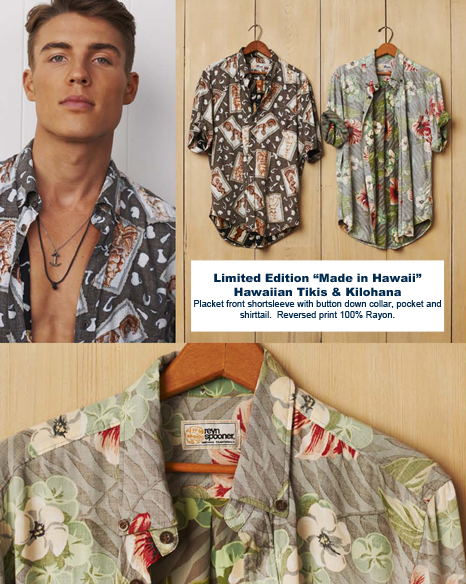 Limited Edition “Made in Hawaii”
Hawaiian Tikis & Kilohana
Placket front shortsleeve with button down collar, pocket and
shirttail.  Reversed print 100% Rayon.
reyn
spooner.